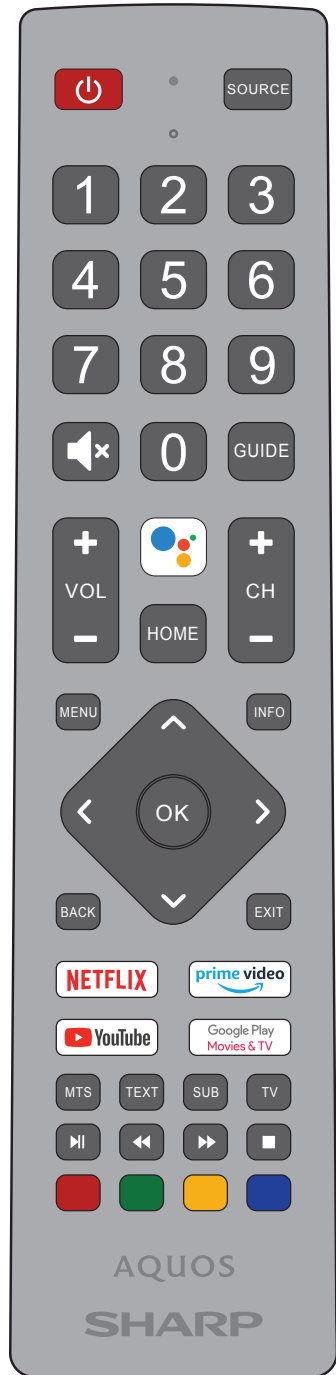 SOURCE
1 2 3
4 5 6
7 8 9
0 GUIDE
+ +
VOL CH
HOME
− −
MENU INFO
OK
BACK EXIT
NETFLIX prime video
YouTube Google Play
Movies & TV
MTS TEXT SUB TV
AQUOS
SHARP